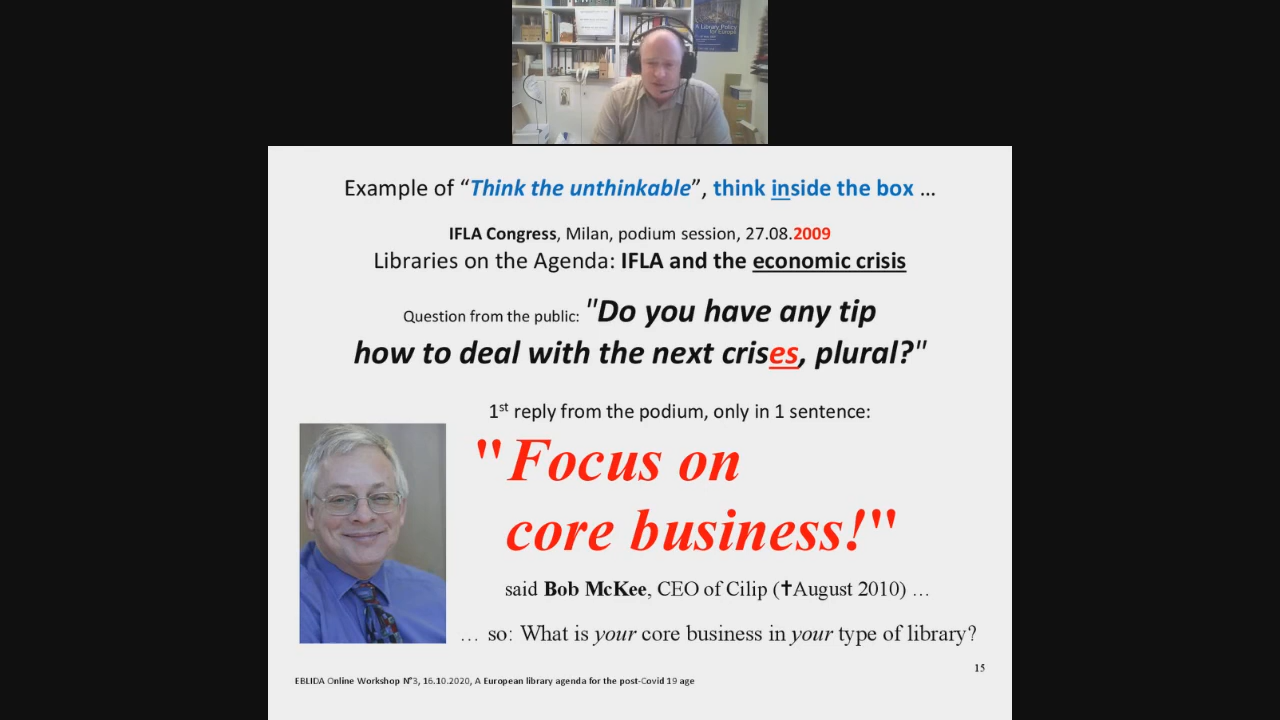 A Library Policy
for Europe
Example of “Think the unthinkable”, think inside the box …
IFLA Congress, Milan, podium session, 27.08.2009
Libraries on the Agenda: IFLA and the economic crisis
Question from the public: "Do you have any tip
how to deal with the next crises, plural?"
1st reply from the podium, only in 1 sentence:
"Focus on
core business!"
said Bob McKee, CEO of Cilip (✝August 2010) …
… so: What is your core business in your type of library?
15
EBLIDA Online Workshop N°3, 16.10.2020, A European library agenda for the post-Covid 19 age